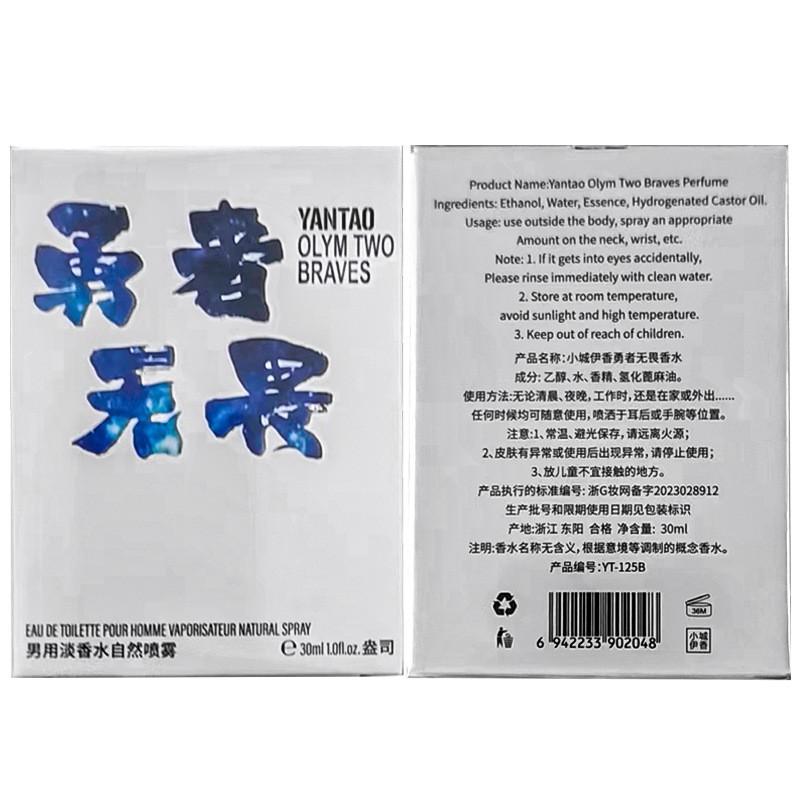 勇者
无畏
YANTAO
OLYM TWO
BRAVES
EAU DE TOILETTE POUR HOMME VAPORISATEUR NATURAL SPRAY
男用淡香水自然喷雾
℮30ml 1.0fl.oz. 盎司
Product Name:Yantao Olym Two Braves Perfume
Ingredients: Ethanol, Water, Essence, Hydrogenated Castor Oil.
Usage: use outside the body, spray an appropriate
Amount on the neck, wrist, etc.
Note: 1. If it gets into eyes accidentally,
Please rinse immediately with clean water.
2. Store at room temperature,
avoid sunlight and high temperature.
3. Keep out of reach of children.
产品名称:小城伊香勇者无畏香水
成分: 乙醇、水、香精、氢化蓖麻油。
使用方法:无论清晨、夜晚,工作时,还是在家或外出......
任何时候均可随意使用,喷洒于耳后或手腕等位置。
注意:1、常温、避光保存,请远离火源;
2、皮肤有异常或使用后出现异常,请停止使用;
3、放儿童不宜接触的地方。
产品执行的标准编号: 浙G妆网备字2023028912
生产批号和限期使用日期见包装标识
产地:浙江 东阳 合格 净含量: 30ml
注明:香水名称无含义,根据意境等调制的概念香水。
产品编号:YT-125B
36M
6 942233 902048
小城
伊香